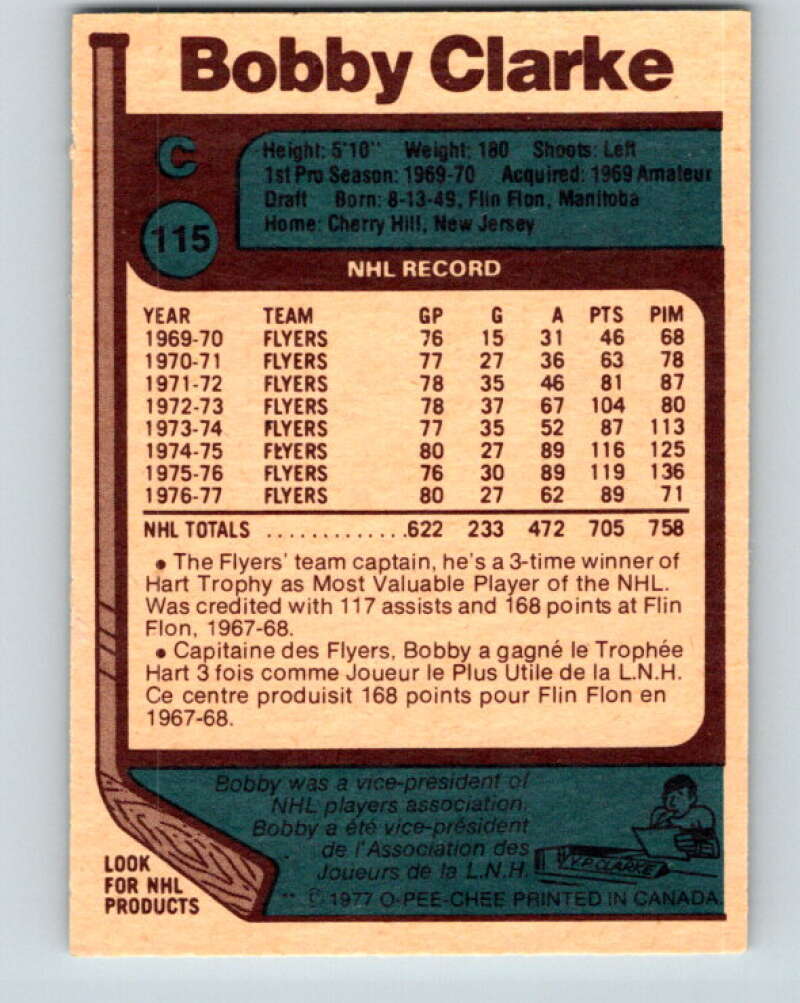 Bobby Clarke
C
Height: 5'10" Weight: 180 Shoots: Left
1st Pro Season: 1969-70 Acquired: 1969 Amateur
Draft Born: 8-13-49, Flin Flon, Manitoba
Home: Cherry Hill, New Jersey
115
NHL RECORD
YEAR TEAM GP G A PTS PIM
1969-70 FLYERS 76 15 31 46 68
1970-71 FLYERS 77 27 36 63 78
1971-72 FLYERS 78 35 46 81 87
1972-73 FLYERS 78 37 67 104 80
1973-74 FLYERS 77 35 52 87 113
1974-75 FLYERS 80 27 89 116 125
1975-76 FLYERS 76 30 89 119 136
1976-77 FLYERS 80 27 62 89 71
NHL TOTALS .............622 233 472 705 758
• The Flyers' team captain, he's a 3-time winner of
Hart Trophy as Most Valuable Player of the NHL.
Was credited with 117 assists and 168 points at Flin
Flon, 1967-68.
• Capitaine des Flyers, Bobby a gagné le Trophée
Hart 3 fois comme Joueur le Plus Utile de la L.N.H.
Ce centre produisit 168 points pour Flin Flon en
1967-68.
Bobby was a vice-president of
NHL players association.
Bobby a été vice-président
de l'Association des
Joueurs de la L.N.H.
V.P. CLARKE
LOOK
FOR NHL
PRODUCTS
** © 1977 O-PEE-CHEE PRINTED IN CANADA.